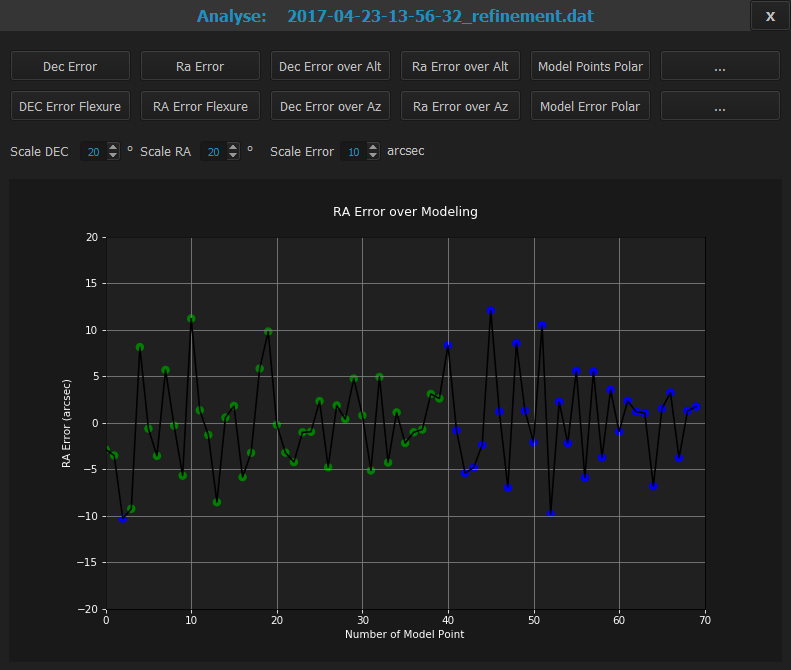 Analyse: 2017-04-23-13-56-32_refinement.dat X
Dec Error Ra Error Dec Error over Alt Ra Error over Alt Model Points Polar ...
DEC Error Flexure RA Error Flexure Dec Error over Az Ra Error over Az Model Error Polar ...
Scale DEC 20 ° Scale RA 20 ° Scale Error 10 arcsec
RA Error over Modeling
20
15
10
5
0
−5
−10
−15
−20
RA Error (arcsec)
0 10 20 30 40 50 60 70
Number of Model Point